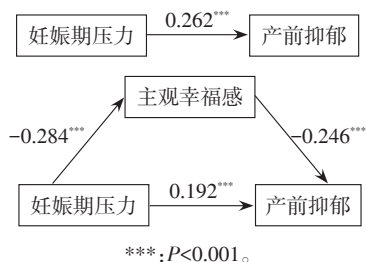 妊娠期压力 0.262*** 产前抑郁
主观幸福感
−0.284*** −0.246***
妊娠期压力 0.192*** 产前抑郁
***:P<0.001。